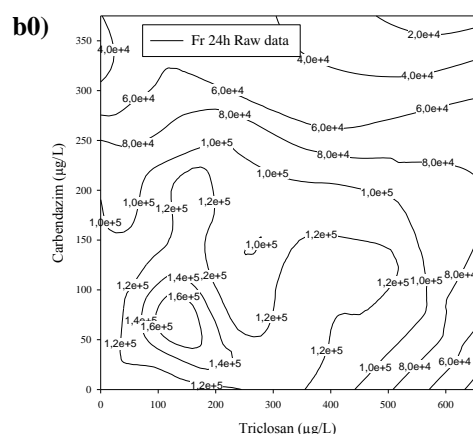 b0)
Fr 24h Raw data
2,0e+4
4,0e+4
4,0e+4
4,0e+4
6,0e+4
6,0e+4
6,0e+4
8,0e+4
8,0e+4
8,0e+4
8,0e+4
1,0e+5
1,0e+5
1,0e+5
1,0e+5
1,2e+5
1,2e+5
1,0e+5
1,2e+5
1,2e+5
1,2e+5
1,4e+5
1,6e+5
1,2e+5
1,0e+5
8,0e+4
1,4e+5
1,6e+5
1,2e+5
1,2e+5
1,4e+5
1,2e+5
1,0e+5
8,0e+4
6,0e+4
1,2e+5
350
300
250
200
150
100
50
0
Carbendazim (µg/L)
0
100
200
300
400
500
600
Triclosan (µg/L)